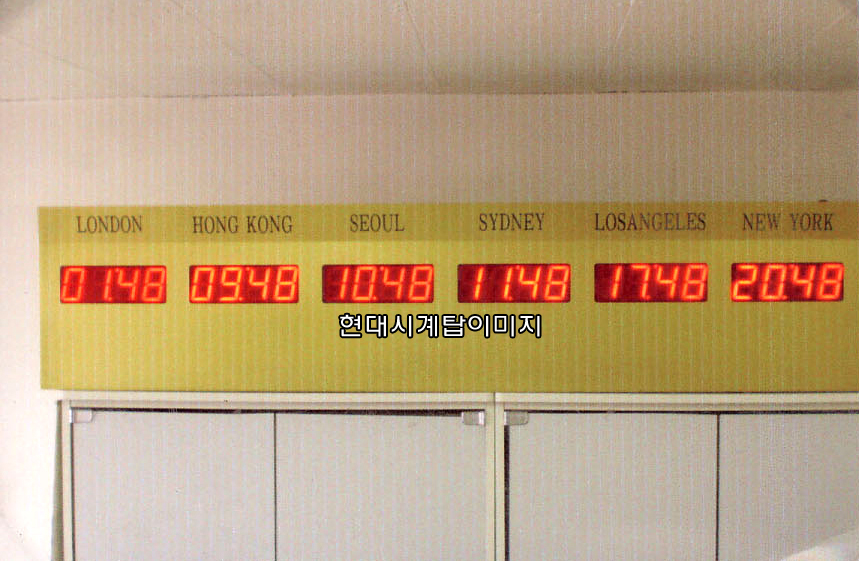 LONDON HONG KONG SEOUL SYDNEY LOSANGELES NEW YORK
01.48 09.48 10.48 11.48 17.48 20.48
현대시계탑이미지